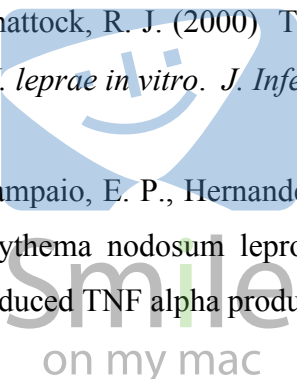 hattock, R. J. (2000)
. leprae in vitro. J. Infe
ampaio, E. P., Hernande
ythema nodosum lepro
duced TNF alpha produ
Smile
on my mac